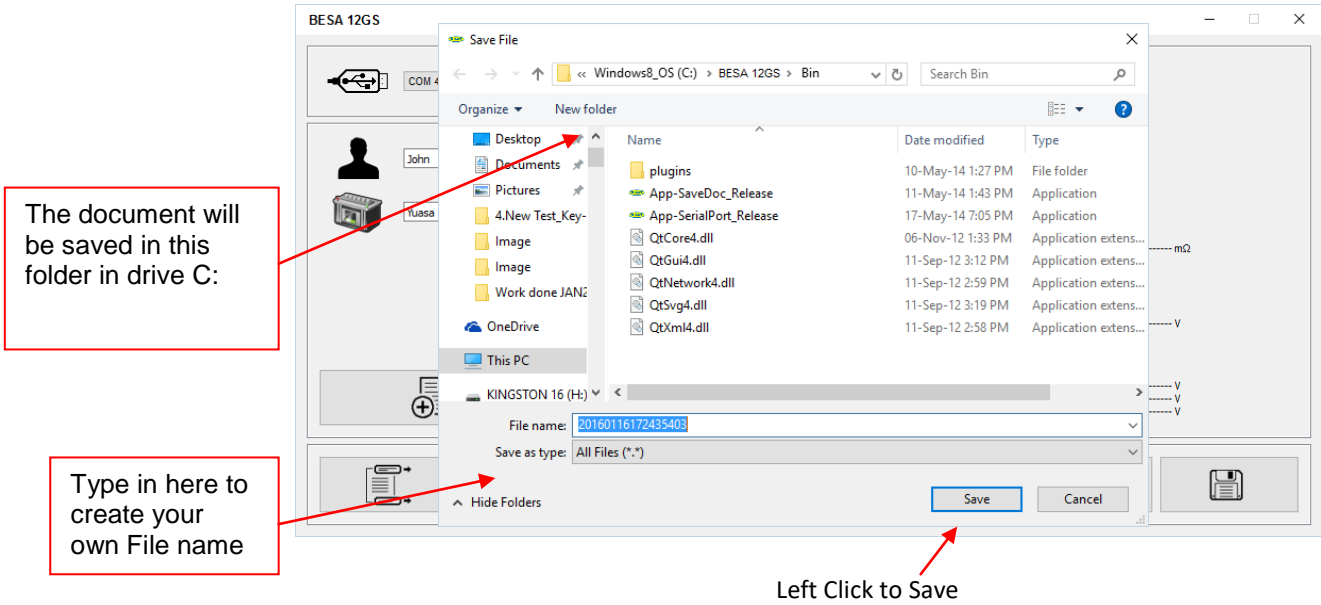 BESA 12GS
Save File
« Windows8_OS (C:) › BESA 12GS › Bin
Search Bin
COM 4
Organize
New folder
Name
Date modified
Type
Desktop
Documents
Pictures
4.New Test_Key-
Image
Image
Work done JAN2
OneDrive
This PC
KINGSTON 16 (H:)
plugins 10-May-14 1:27 PM File folder
App-SaveDoc_Release 11-May-14 1:43 PM Application
App-SerialPort_Release 17-May-14 7:05 PM Application
QtCore4.dll 06-Nov-12 1:33 PM Application extens...
QtGui4.dll 11-Sep-12 3:12 PM Application extens...
QtNetwork4.dll 11-Sep-12 2:59 PM Application extens...
QtSvg4.dll 11-Sep-12 3:19 PM Application extens...
QtXml4.dll 11-Sep-12 2:58 PM Application extens...
John
Yuasa
------ mΩ
------ V
------ V
------ V
------ V
File name: 20160116172435403
Save as type: All Files (*.*)
Hide Folders
Save
Cancel
The document will
be saved in this
folder in drive C:
Type in here to
create your
own File name
Left Click to Save